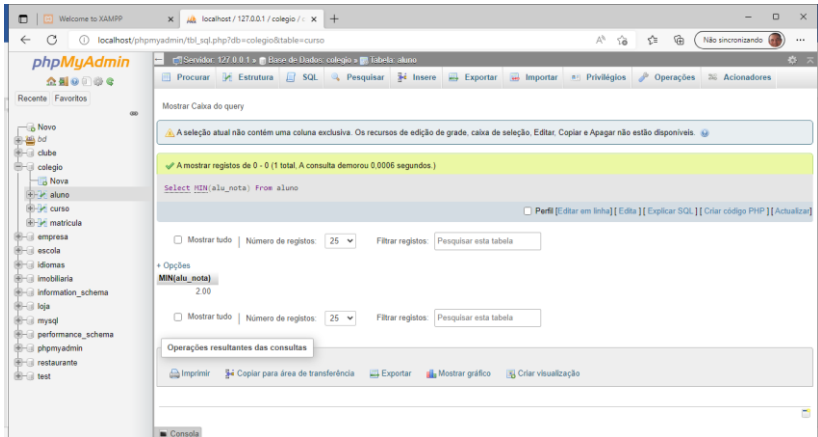 Welcome to XAMPP
localhost / 127.0.0.1 / colegio / c
localhost/phpmyadmin/tbl_sql.php?db=colegio&table=curso
Não sincronizando
phpMyAdmin
Recente Favoritos
Novo
bd
clube
colegio
Nova
aluno
curso
matricula
empresa
escola
idiomas
imobiliaria
information_schema
loja
mysql
performance_schema
phpmyadmin
restaurante
test
Servidor: 127.0.0.1 » Base de Dados: colegio » Tabela: aluno
Procurar Estrutura SQL Pesquisar Insere Exportar Importar Privilégios Operações Acionadores
Mostrar Caixa do query
A seleção atual não contém uma coluna exclusiva. Os recursos de edição de grade, caixa de seleção, Editar, Copiar e Apagar não estão disponíveis.
A mostrar registos de 0 - 0 (1 total, A consulta demorou 0,0006 segundos.)
Select MIN(alu_nota) From aluno
Perfil [Editar em linha] [ Edita ] [ Explicar SQL ] [ Criar código PHP ] [ Actualizar]
Mostrar tudo | Número de registos: 25 Filtrar registos: Pesquisar esta tabela
+ Opções
MIN(alu_nota)
2.00
Mostrar tudo | Número de registos: 25 Filtrar registos: Pesquisar esta tabela
Operações resultantes das consultas
Imprimir Copiar para área de transferência Exportar Mostrar gráfico Criar visualização
Consola